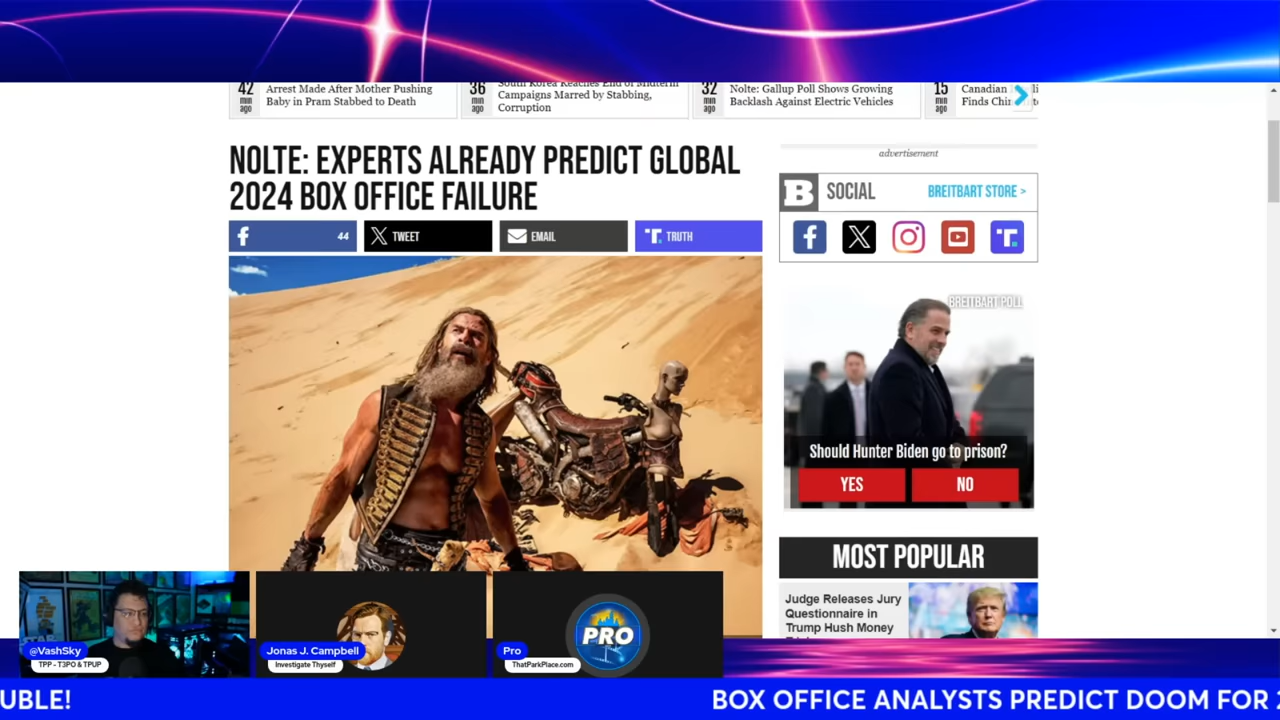 42
min
ago
Arrest Made After Mother Pushing
Baby in Pram Stabbed to Death
36
min
ago
South Korea Reaches End of Midterm
Campaigns Marred by Stabbing,
Corruption
32
min
ago
Nolte: Gallup Poll Shows Growing
Backlash Against Electric Vehicles
15
min
ago
Canadian
Finds
NOLTE: EXPERTS ALREADY PREDICT GLOBAL
2024 BOX OFFICE FAILURE
44
TWEET
EMAIL
TRUTH
advertisement
B SOCIAL
BREITBART STORE >
BREITBART POLL
Should Hunter Biden go to prison?
YES
NO
MOST POPULAR
Judge Releases Jury
Questionnaire in
Trump Hush Money
@VashSky
TPP - T3PO & TPUP
Jonas J. Campbell
Investigate Thyself
PRO
Pro
ThatParkPlace.com
UBLE!
BOX OFFICE ANALYSTS PREDICT DOOM FOR